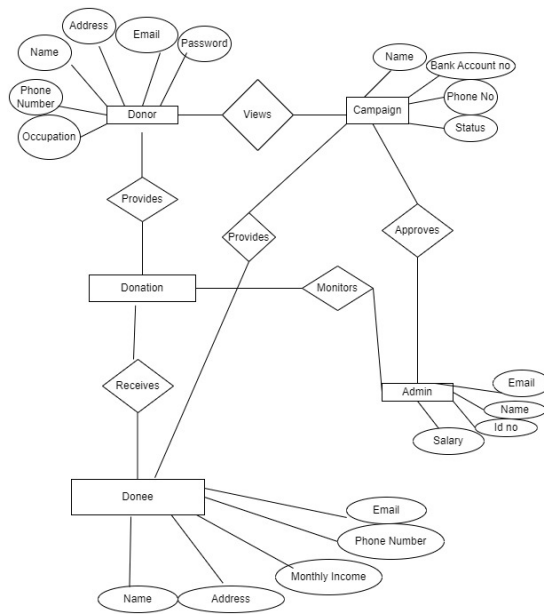 Address
Email
Name
Password
Phone
Number
Donor
Occupation
Views
Name
Bank Account no
Campaign
Phone No
Status
Provides
Provides
Approves
Donation
Monitors
Receives
Admin
Email
Name
Id no
Salary
Donee
Email
Phone Number
Monthly Income
Name
Address